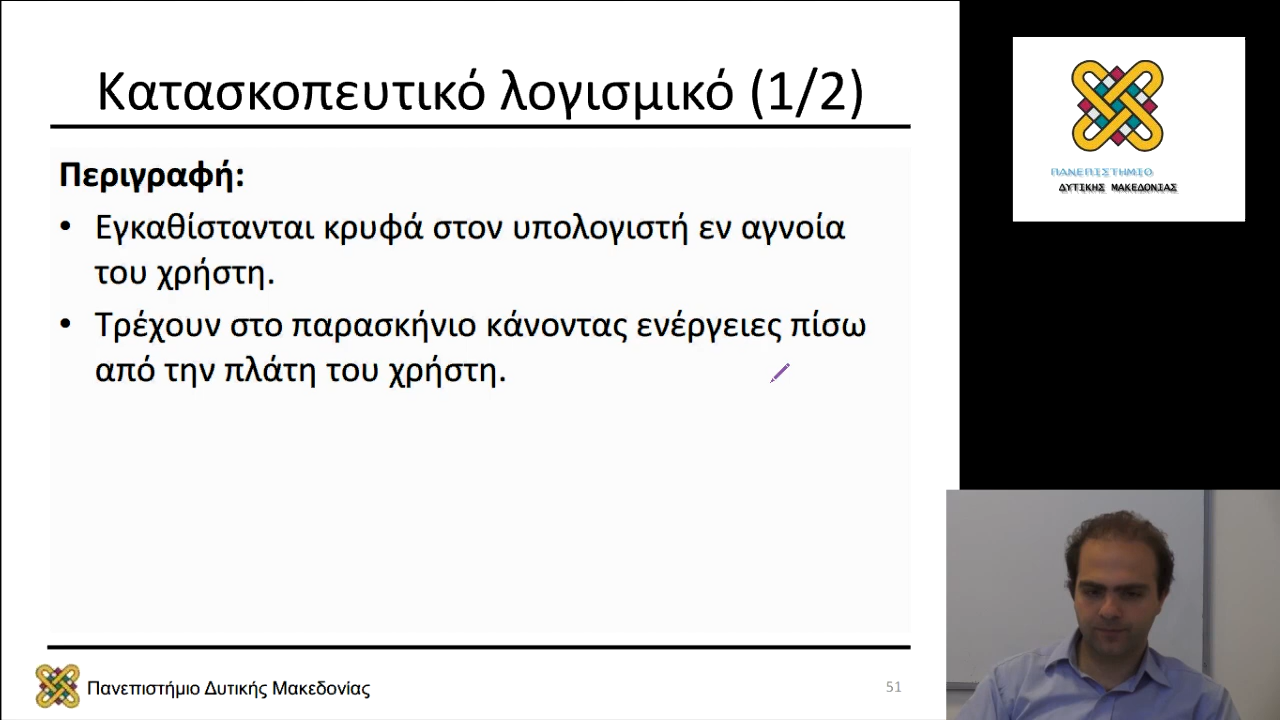 Κατασκοπευτικό λογισμικό (1/2)
Περιγραφή:
• Εγκαθίστανται κρυφά στον υπολογιστή εν αγνοία
του χρήστη.
• Τρέχουν στο παρασκήνιο κάνοντας ενέργειες πίσω
από την πλάτη του χρήστη.
Πανεπιστήμιο Δυτικής Μακεδονίας
51
ΠΑΝΕΠΙΣΤΗΜΙΟ
ΔΥΤΙΚΗΣ ΜΑΚΕΔΟΝΙΑΣ